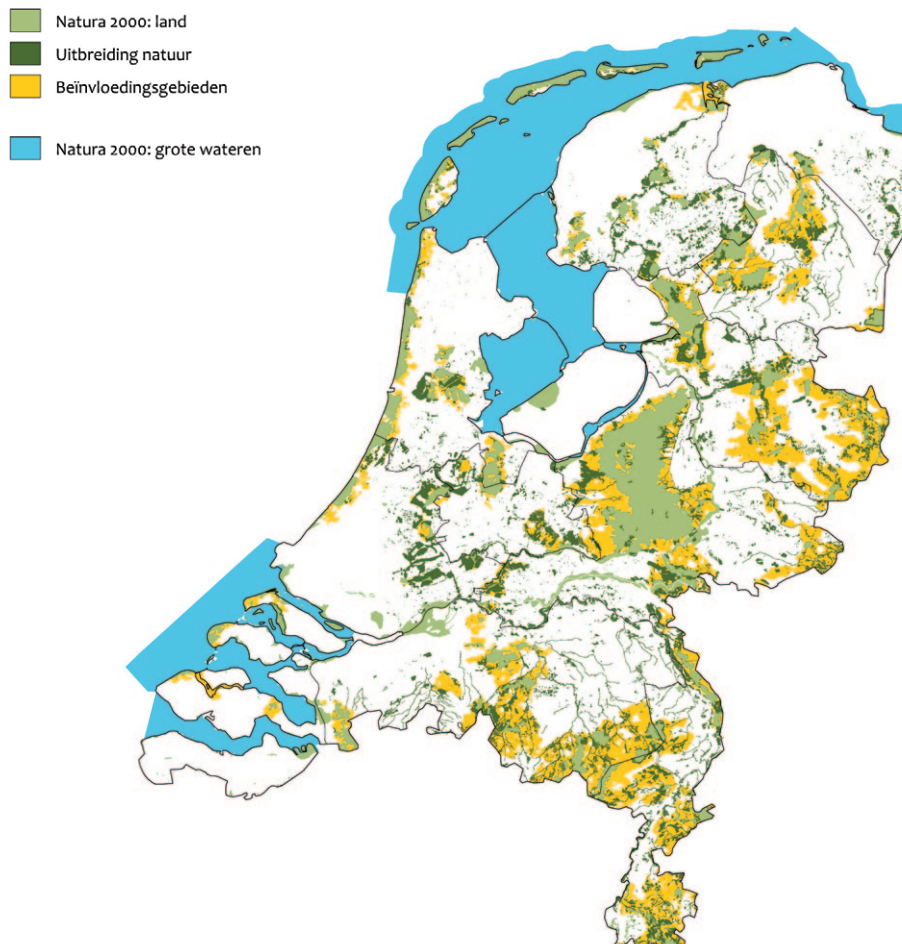 Natura 2000: land
Uitbreiding natuur
Beïnvloedingsgebieden
Natura 2000: grote wateren